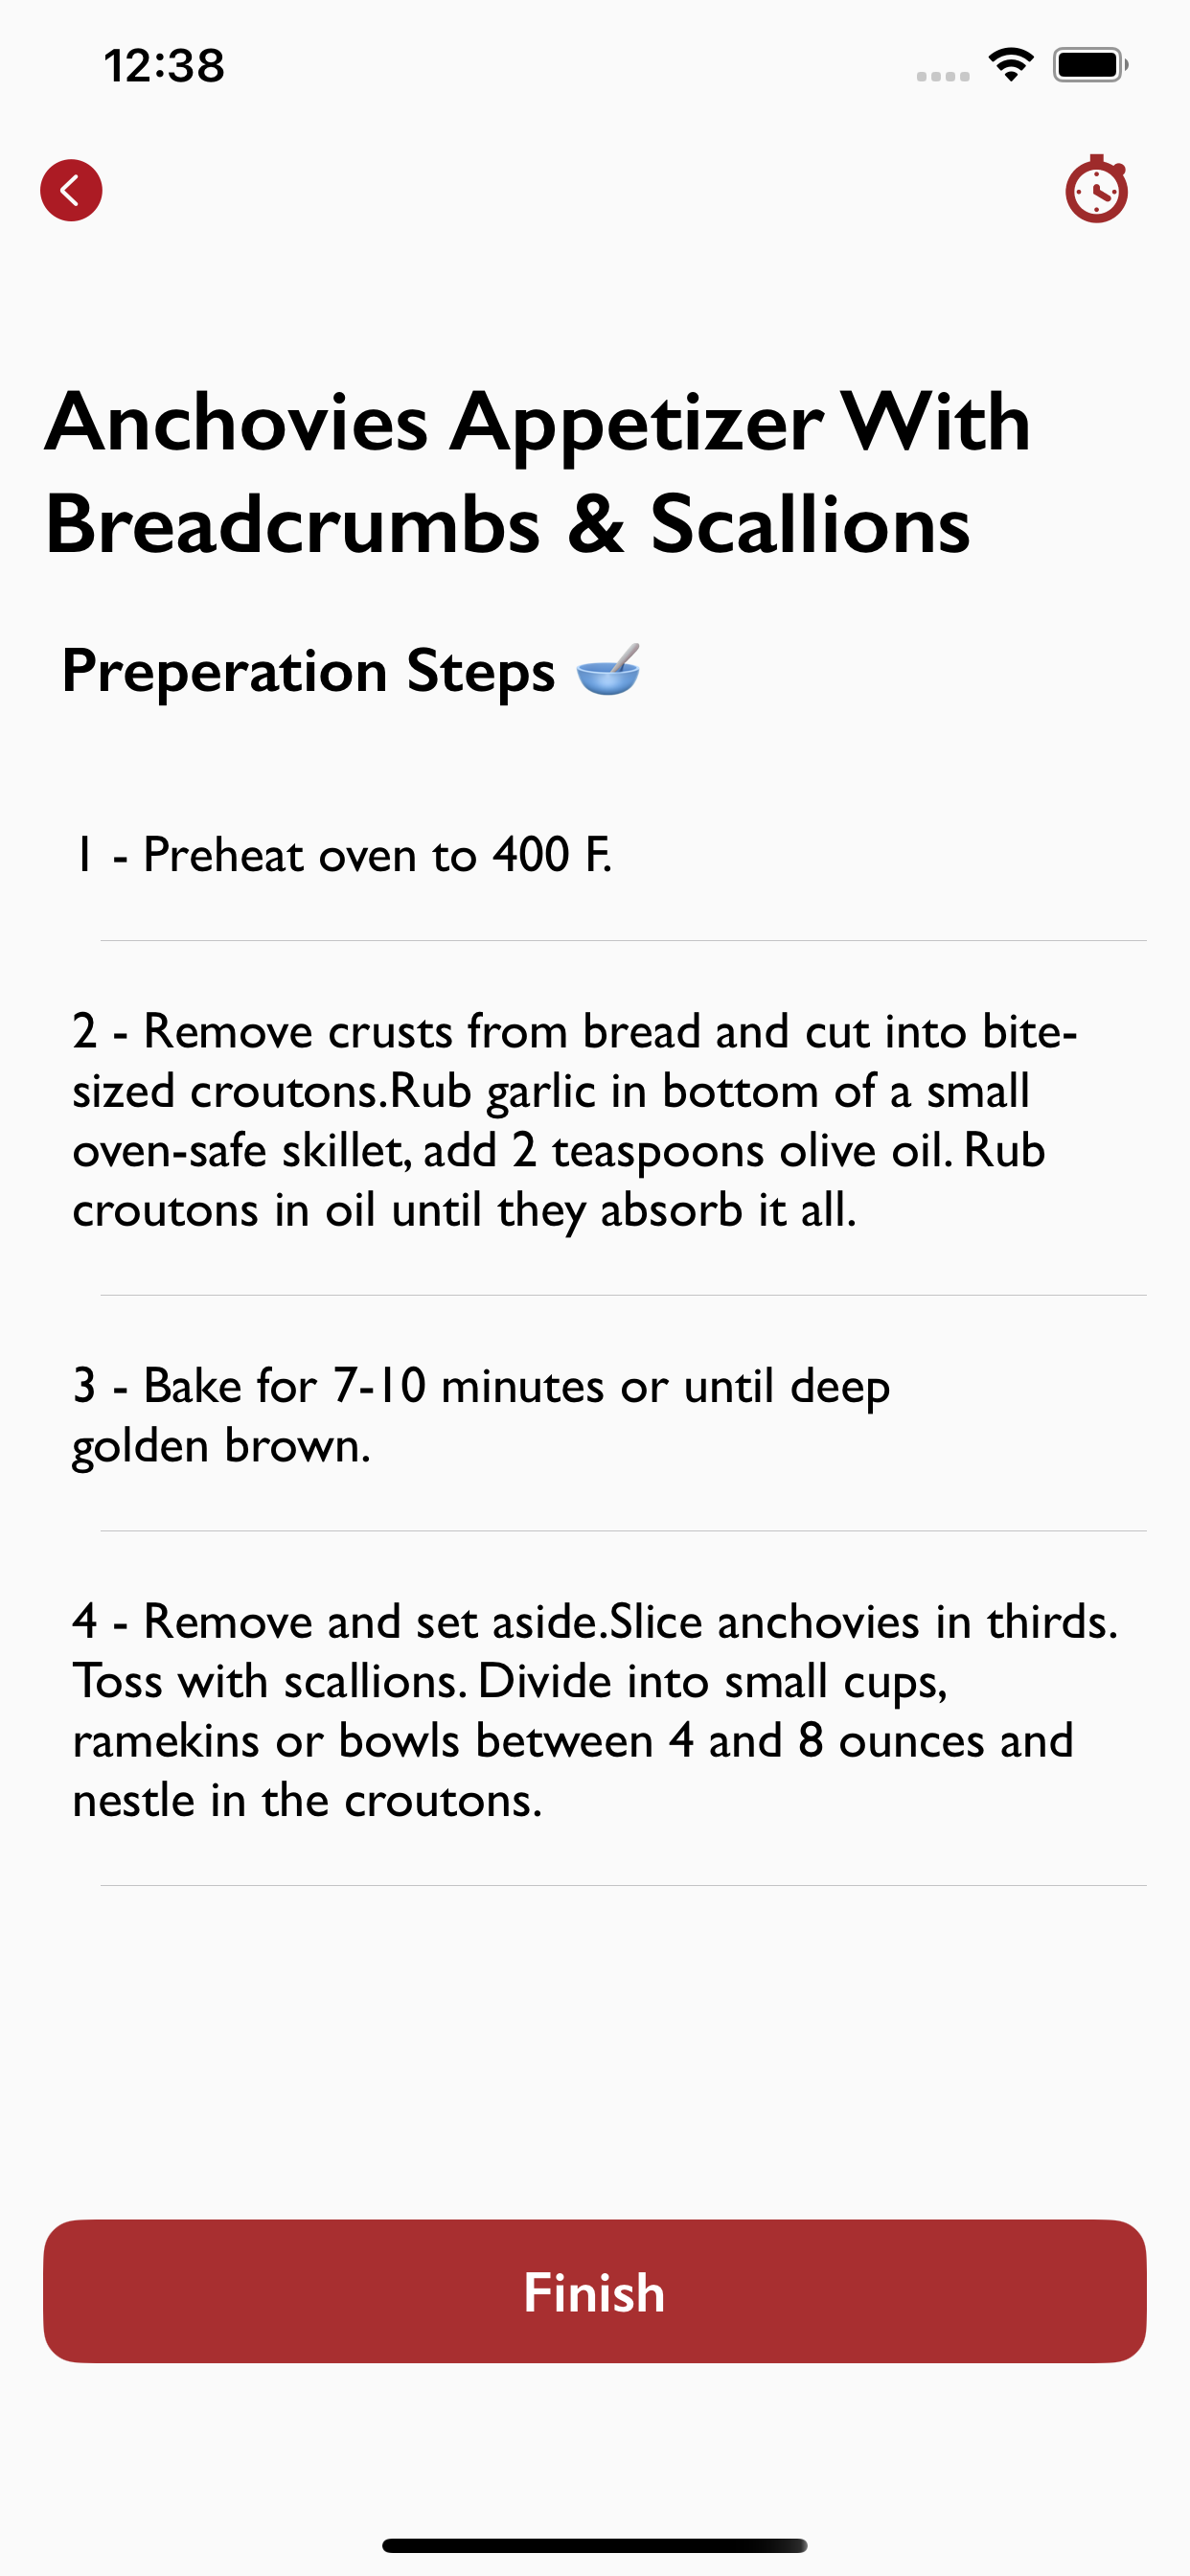 12:38
Anchovies Appetizer With
Breadcrumbs & Scallions
Preperation Steps 🥣
1 - Preheat oven to 400 F.
2 - Remove crusts from bread and cut into bite-
sized croutons.Rub garlic in bottom of a small
oven-safe skillet, add 2 teaspoons olive oil. Rub
croutons in oil until they absorb it all.
3 - Bake for 7-10 minutes or until deep
golden brown.
4 - Remove and set aside.Slice anchovies in thirds.
Toss with scallions. Divide into small cups,
ramekins or bowls between 4 and 8 ounces and
nestle in the croutons.
Finish